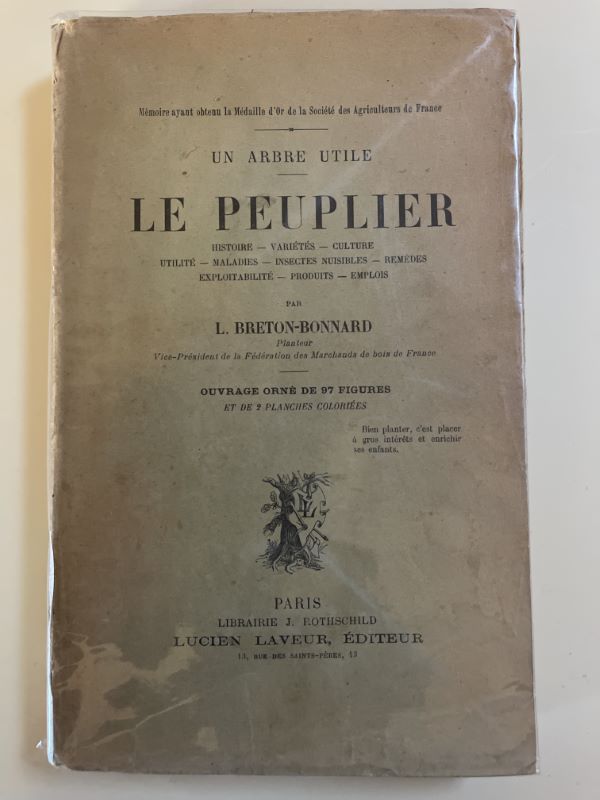 Mémoire ayant obtenu la Médaille d'Or de la Société des Agriculteurs de France
UN ARBRE UTILE
LE PEUPLIER
HISTOIRE — VARIÉTÉS — CULTURE
UTILITÉ — MALADIES — INSECTES NUISIBLES — REMÈDES
EXPLOITABILITÉ — PRODUITS — EMPLOIS
PAR
L. BRETON-BONNARD
Planteur
Vice-Président de la Fédération des Marchands de bois de France
OUVRAGE ORNÉ DE 97 FIGURES
ET DE 2 PLANCHES COLORIÉES
Bien planter, c'est placer
à gros intérêts et enrichir
ses enfants.
PARIS
LIBRAIRIE J. ROTHSCHILD
LUCIEN LAVEUR, ÉDITEUR
13, RUE DES SAINTS-PÈRES, 13